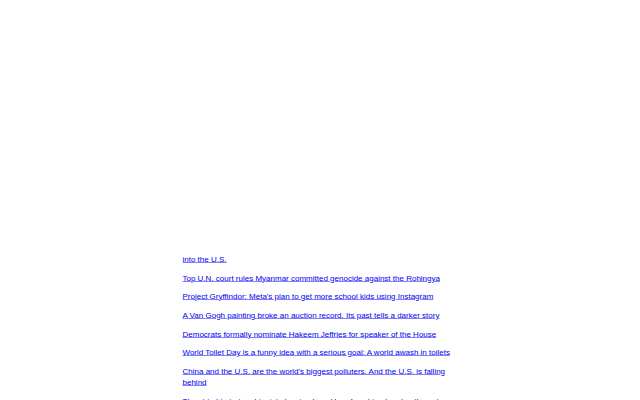 into the U.S.
Top U.N. court rules Myanmar committed genocide against the Rohingya
Project Gryffindor: Meta's plan to get more school kids using Instagram
A Van Gogh painting broke an auction record. Its past tells a darker story
Democrats formally nominate Hakeem Jeffries for speaker of the House
World Toilet Day is a funny idea with a serious goal: A world awash in toilets
China and the U.S. are the world's biggest polluters. And the U.S. is falling
behind